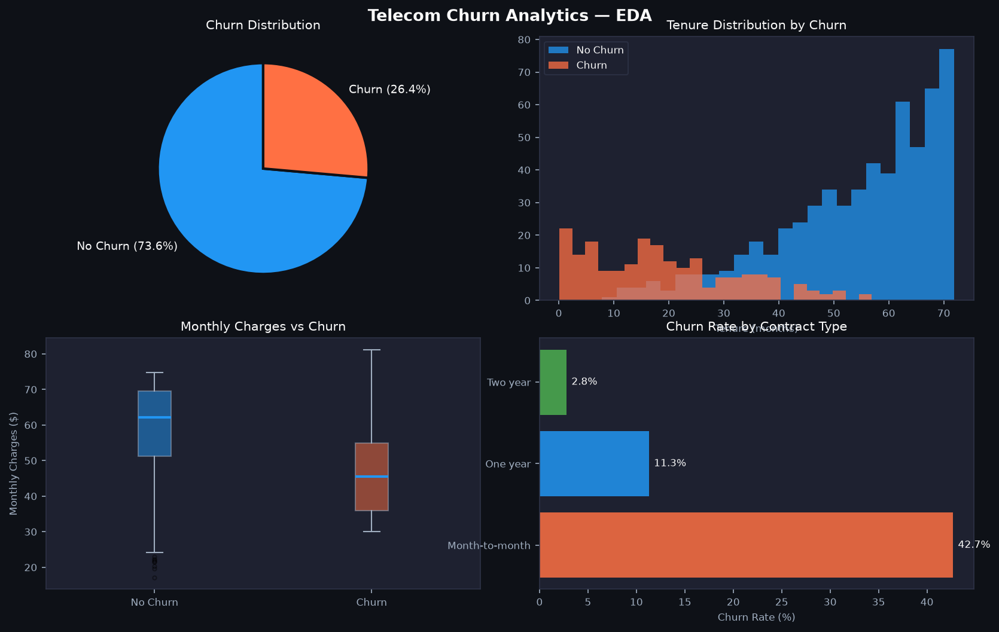 Telecom Churn Analytics — EDA
Churn Distribution
Churn (26.4%)
No Churn (73.6%)
Tenure Distribution by Churn
No Churn
Churn
80
70
60
50
40
30
20
10
0
0 10 20 30 40 50 60 70
Tenure (months)
Monthly Charges vs Churn
Monthly Charges ($)
80
70
60
50
40
30
20
No Churn Churn
Churn Rate by Contract Type
Two year 2.8%
One year 11.3%
Month-to-month 42.7%
0 5 10 15 20 25 30 35 40
Churn Rate (%)